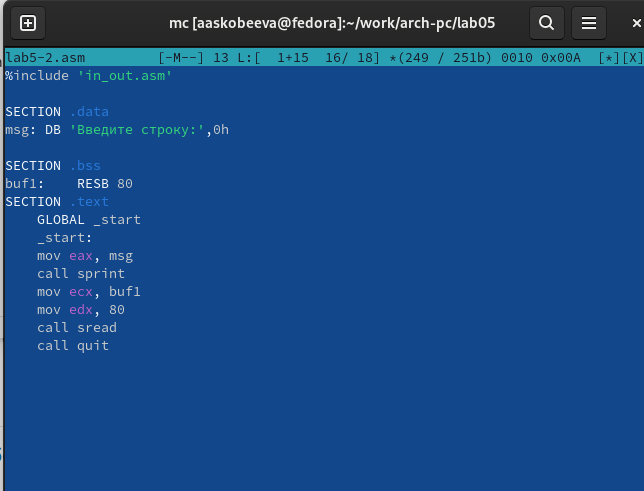 mc [aaskobeeva@fedora]:~/work/arch-pc/lab05
lab5-2.asm [-M--] 13 L:[ 1+15 16/ 18] *(249 / 251b) 0010 0x00A [*][X]
%include 'in_out.asm'
SECTION .data
msg: DB 'Введите строку:',0h
SECTION .bss
buf1: RESB 80
SECTION .text
GLOBAL _start
_start:
mov eax, msg
call sprint
mov ecx, buf1
mov edx, 80
call sread
call quit